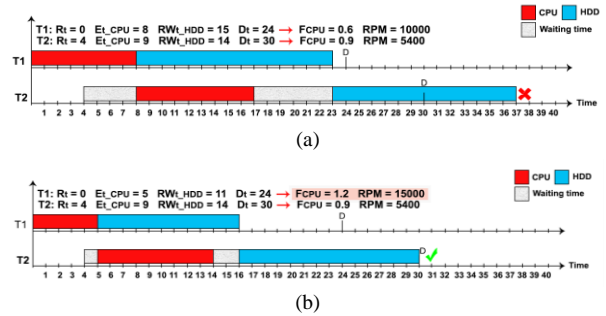 CPU HDD
Waiting time
T1: Rt = 0 Et_CPU = 8 RWt_HDD = 15 Dt = 24 → FCPU = 0.6 RPM = 10000
T2: Rt = 4 Et_CPU = 9 RWt_HDD = 14 Dt = 30 → FCPU = 0.9 RPM = 5400
T1
D
T2
D
Time
1 2 3 4 5 6 7 8 9 10 11 12 13 14 15 16 17 18 19 20 21 22 23 24 25 26 27 28 29 30 31 32 33 34 35 36 37 38 39 40
(a)
CPU HDD
Waiting time
T1: Rt = 0 Et_CPU = 5 RWt_HDD = 11 Dt = 24 → FCPU = 1.2 RPM = 15000
T2: Rt = 4 Et_CPU = 9 RWt_HDD = 14 Dt = 30 → FCPU = 0.9 RPM = 5400
T1
D
T2
D
Time
1 2 3 4 5 6 7 8 9 10 11 12 13 14 15 16 17 18 19 20 21 22 23 24 25 26 27 28 29 30 31 32 33 34 35 36 37 38 39 40
(b)